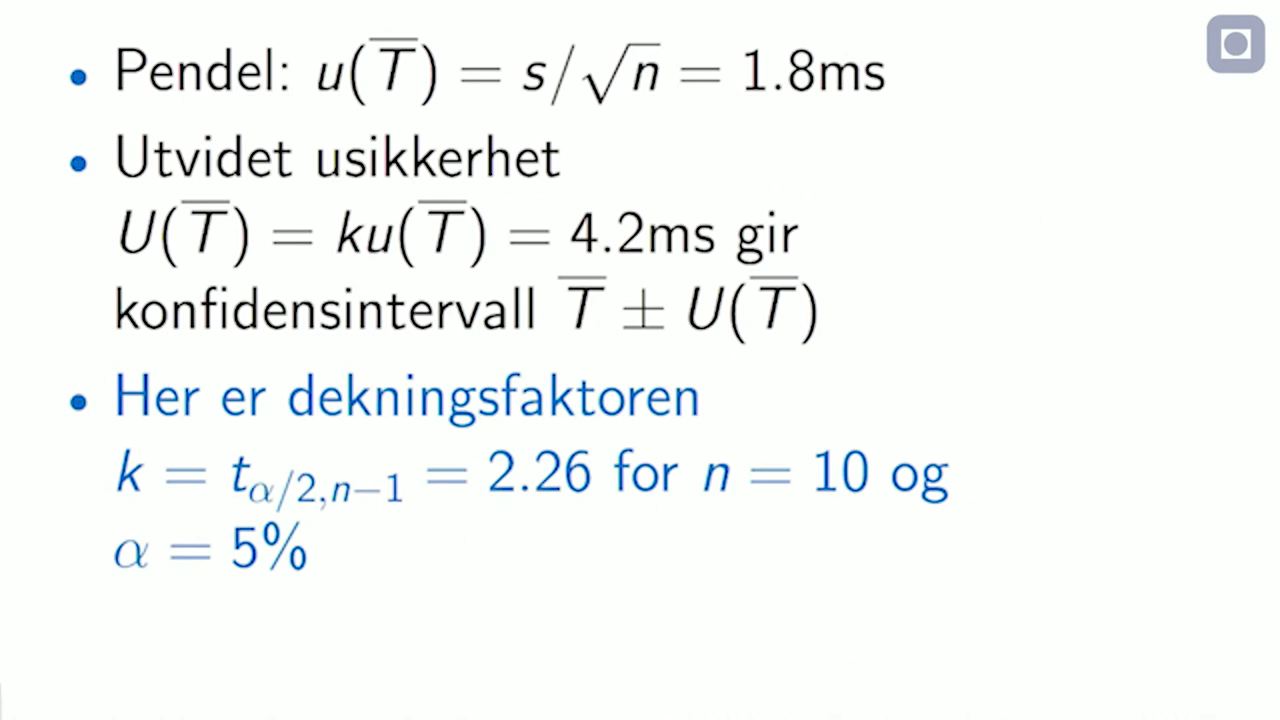 • Pendel: u(T̅) = s/√n = 1.8ms
• Utvidet usikkerhet
U(T̅) = ku(T̅) = 4.2ms gir
konfidensintervall T̅ ± U(T̅)
• Her er dekningsfaktoren
k = t_{α/2,n−1} = 2.26 for n = 10 og
α = 5%